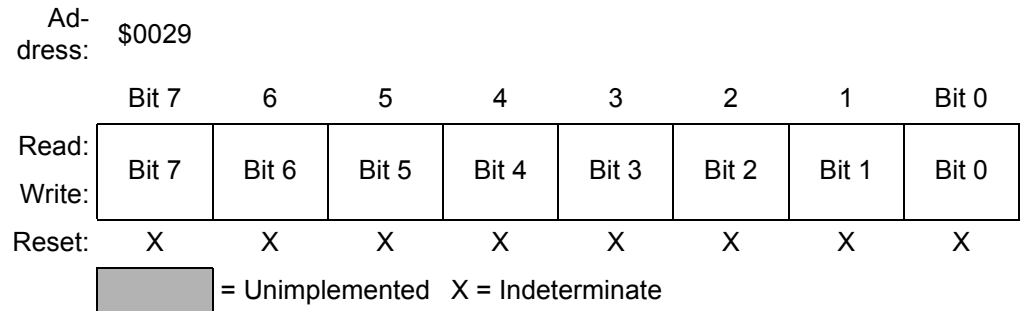 Ad-
dress: $0029
Bit 7 6 5 4 3 2 1 Bit 0
Read:
Bit 7 Bit 6 Bit 5 Bit 4 Bit 3 Bit 2 Bit 1 Bit 0
Write:
Reset: X X X X X X X X
= Unimplemented X = Indeterminate